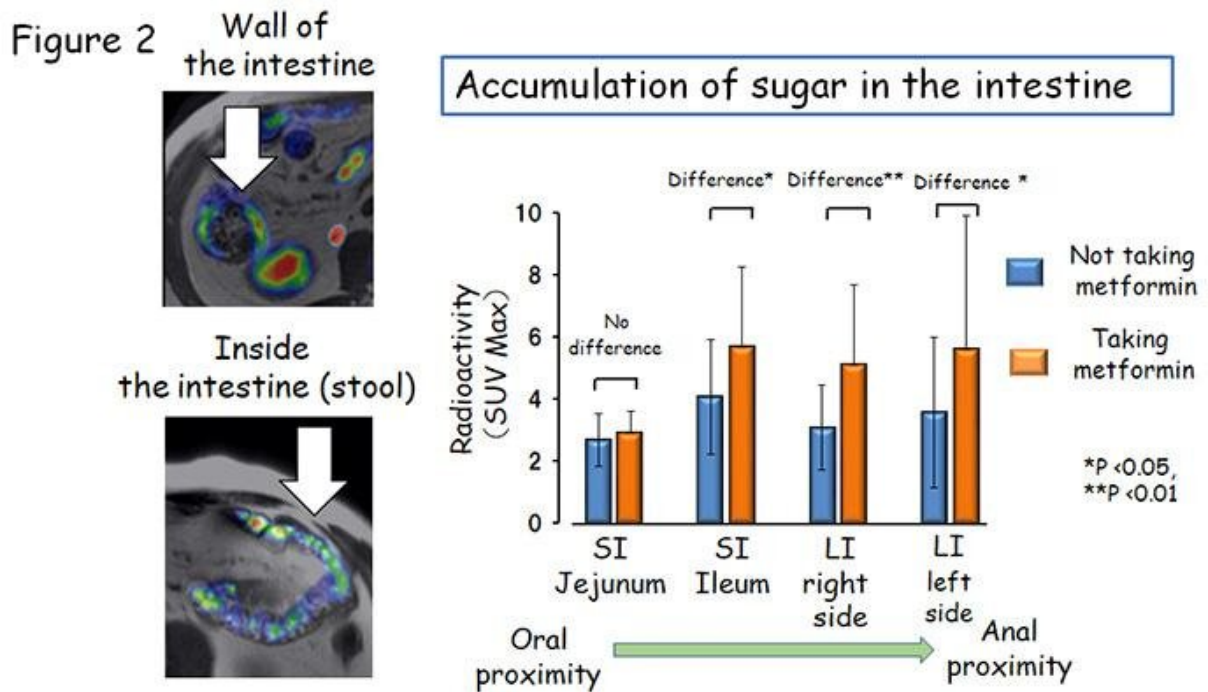 Figure 2
Wall of
the intestine
Inside
the intestine (stool)
Accumulation of sugar in the intestine
Difference*
Difference**
Difference *
No
difference
Radioactivity
(SUV Max)
10
8
6
4
2
0
SI
Jejunum
SI
Ileum
LI
right
side
LI
left
side
Oral
proximity
Anal
proximity
Not taking
metformin
Taking
metformin
*P <0.05,
**P <0.01